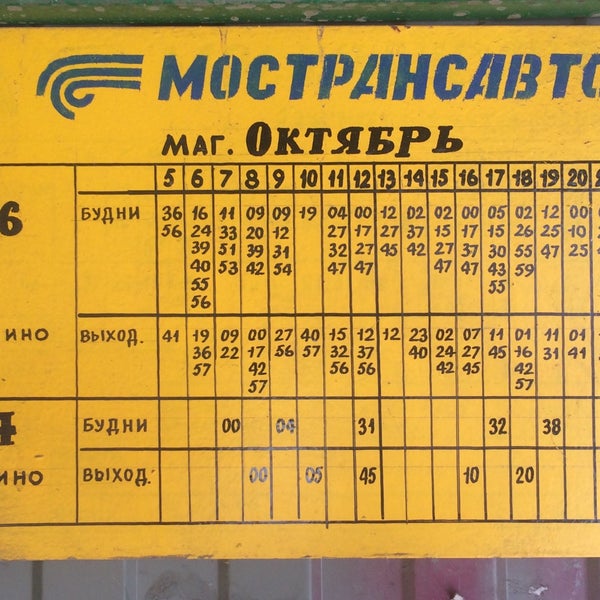 МОСТРАНСАВТО
МАГ. ОКТЯБРЬ
5 6 7 8 9 10 11 12 13 14 15 16 17 18 19 20
6 БУДНИ 36 16 11 09 09 19 04 00 12 02 02 00 05 02 12 00
56 24 33 20 12 27 17 27 37 15 17 15 26 25 10
39 51 39 31 32 27 45 42 27 37 30 55 47 25
40 53 42 54 47 47 47 47 43 59
55 55
56
ИНО ВЫХОД. 41 19 09 00 27 40 15 12 12 23 02 07 11 01 11 01
36 22 17 56 57 32 37 40 24 27 45 16 31 41
57 42 56 56 42 45 42
57 57
БУДНИ 00 04 31 32 38
ИНО ВЫХОД. 00 05 45 10 20